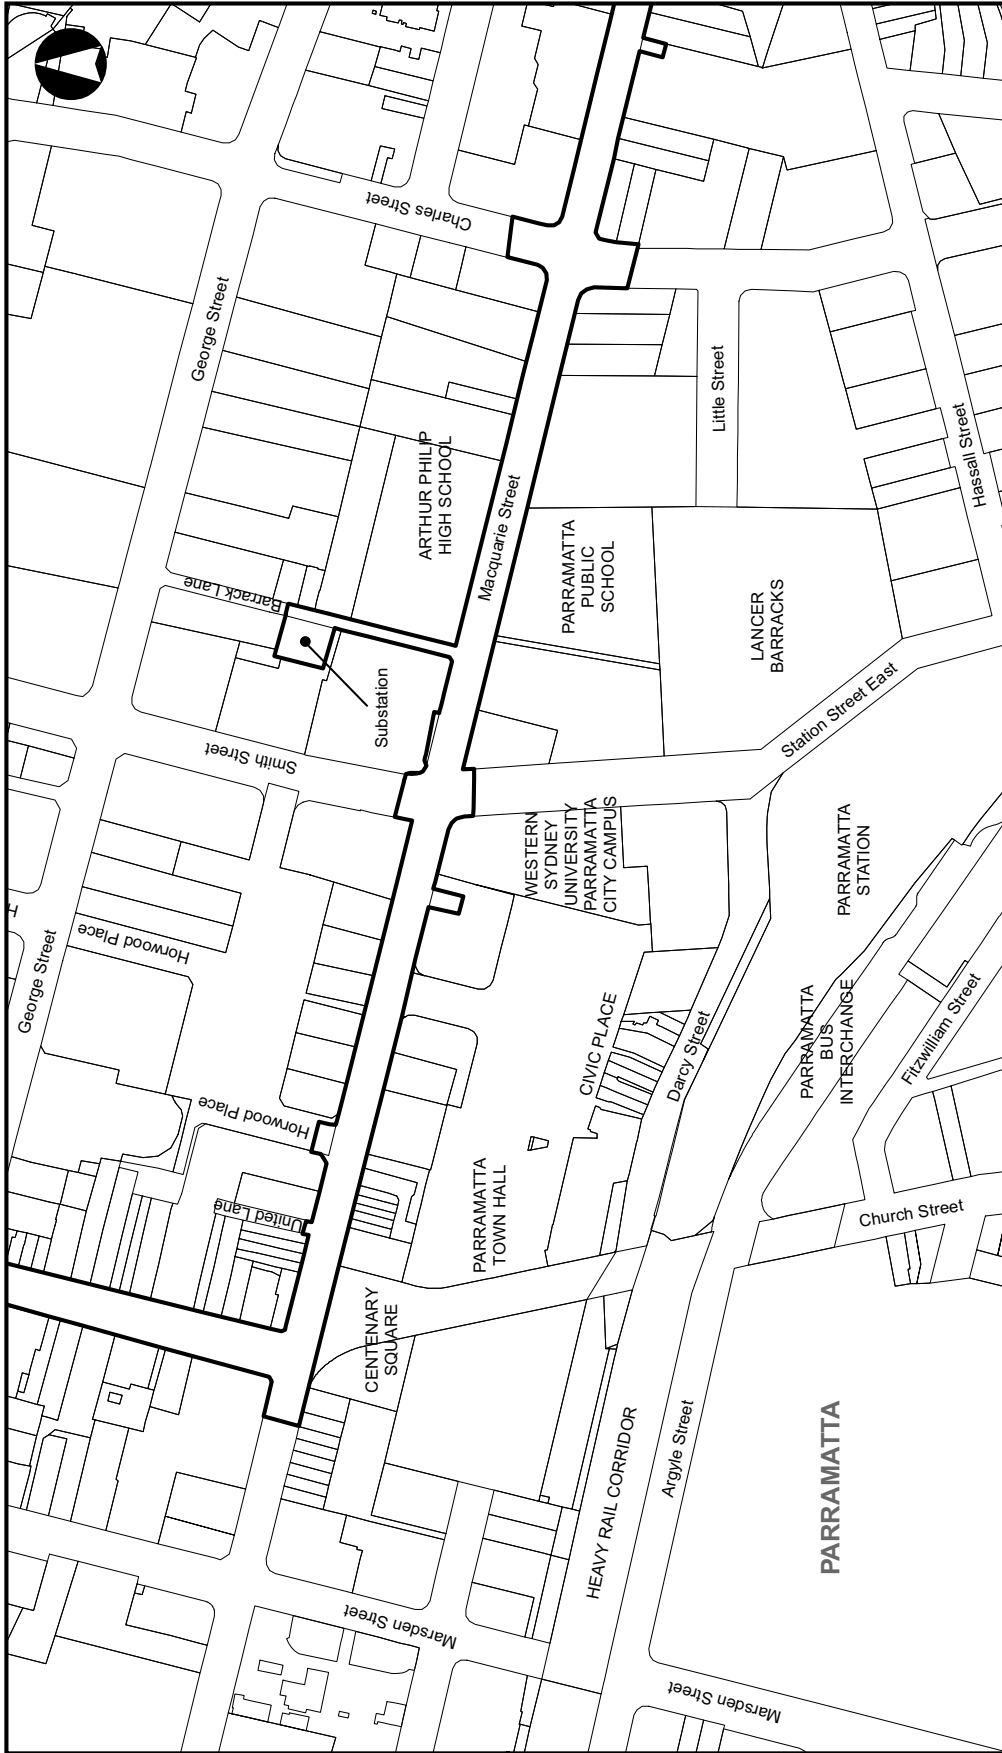 H
George Street
Horwood Place
George Street
Barrack Lane
Smith Street
Horwood Place
United Lane
Charles Street
Substation
ARTHUR PHILIP
HIGH SCHOOL
Macquarie Street
CENTENARY
SQUARE
Marsden Street
PARRAMATTA
TOWN HALL
WESTERN
SYDNEY
UNIVERSITY
PARRAMATTA
CITY CAMPUS
PARRAMATTA
PUBLIC
SCHOOL
CIVIC PLACE
HEAVY RAIL CORRIDOR
Argyle Street
Darcy Street
Little Street
LANCER
BARRACKS
Marsden Street
Station Street East
PARRAMATTA
BUS
INTERCHANGE
PARRAMATTA
STATION
PARRAMATTA
Church Street
Fitzwilliam Street
Hassall Street